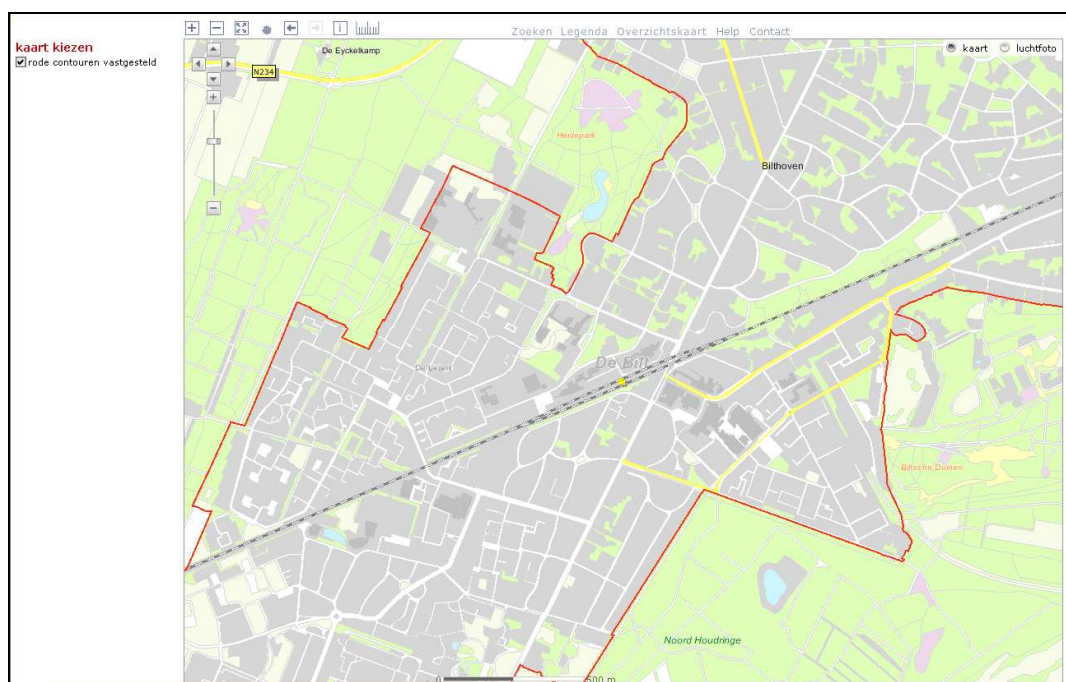 kaart kiezen
rode contouren vastgesteld
Zoeken Legenda Overzichtskaart Help Contact
kaart luchtfoto
De Eyckelkamp
N234
Heidepark
Bilthoven
De Bilt
De Leijen
Biltsche Duinen
Noord Houdringe
0 500 m